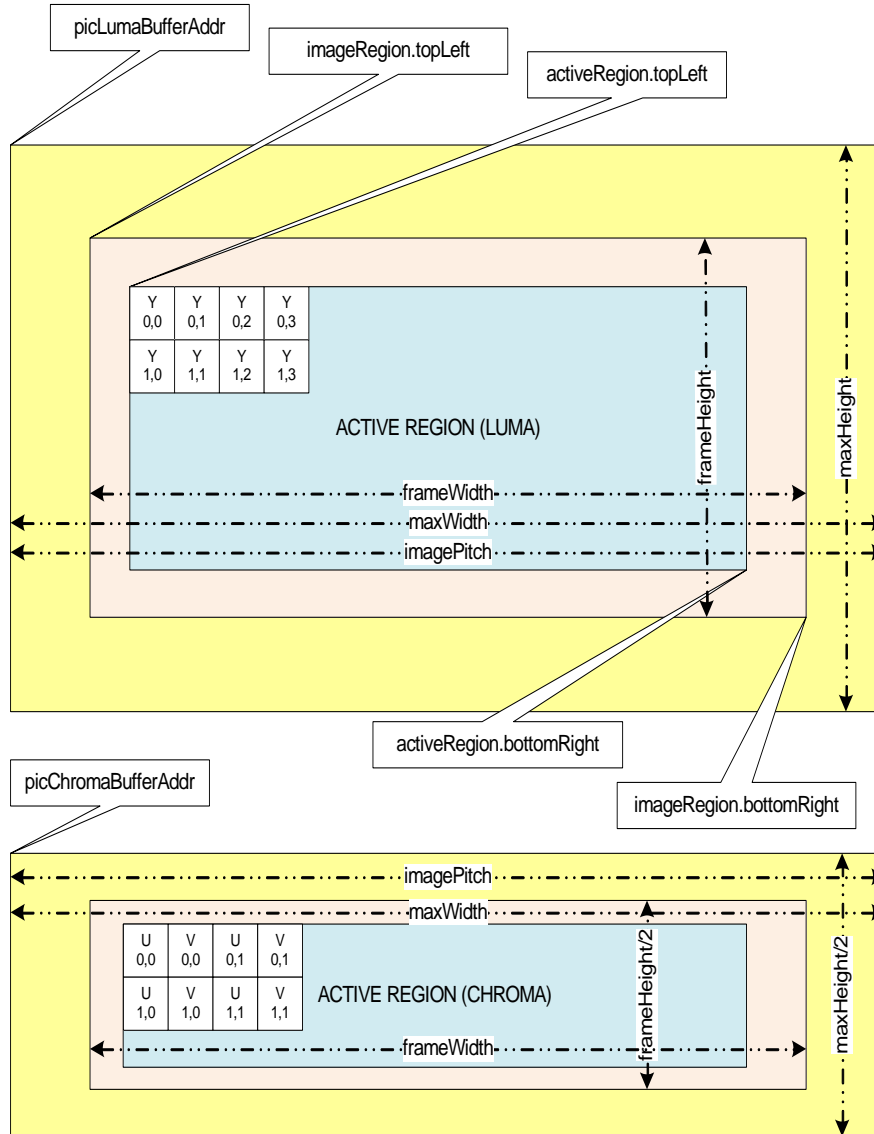 picLumaBufferAddr
imageRegion.topLeft
activeRegion.topLeft
Y Y Y Y
0,0 0,1 0,2 0,3
Y Y Y Y
1,0 1,1 1,2 1,3
ACTIVE REGION (LUMA)
frameHeight
maxHeight
frameWidth
maxWidth
imagePitch
activeRegion.bottomRight
picChromaBufferAddr
imageRegion.bottomRight
imagePitch
maxWidth
U V U V
0,0 0,0 0,1 0,1
U V U V
1,0 1,0 1,1 1,1
ACTIVE REGION (CHROMA)
frameHeight/2
maxHeight/2
frameWidth